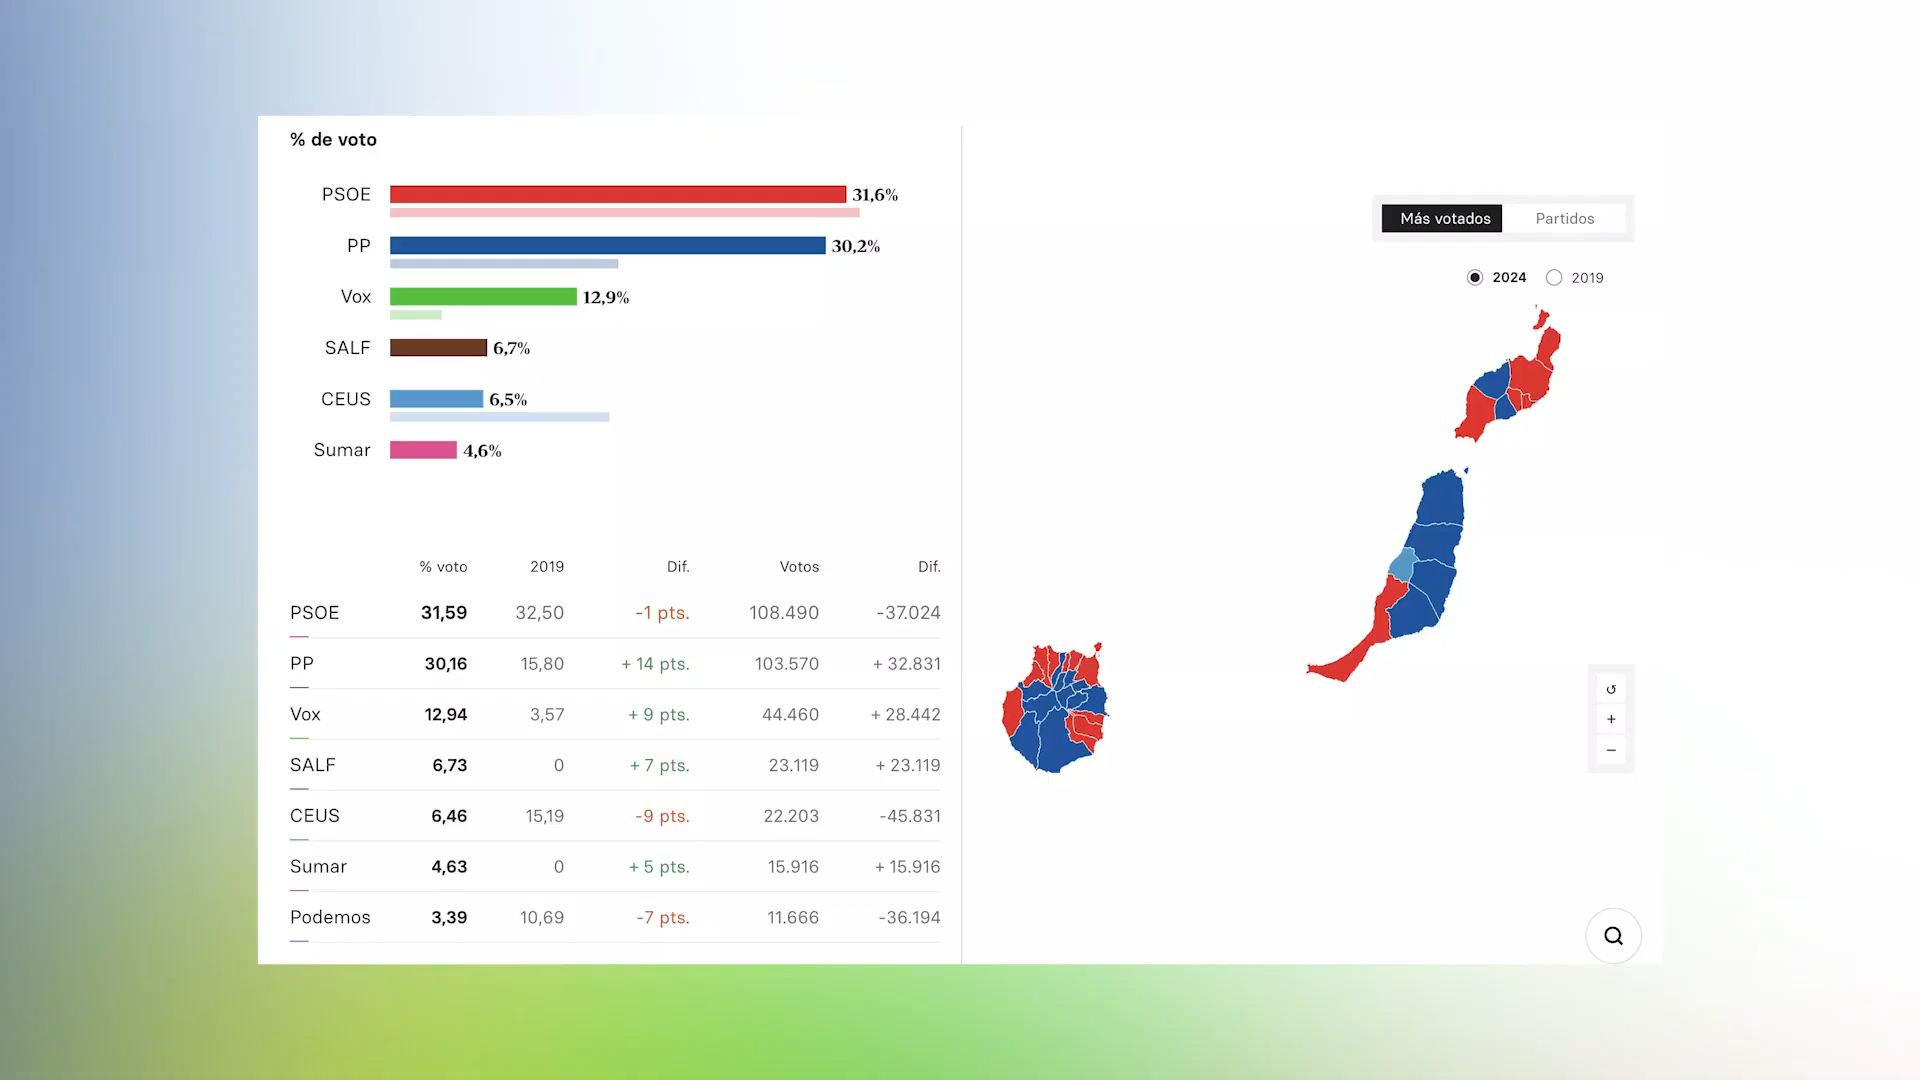 % de voto
PSOE 31,6%
PP 30,2%
Vox 12,9%
SALF 6,7%
CEUS 6,5%
Sumar 4,6%
% voto 2019 Dif. Votos Dif.
PSOE 31,59 32,50 -1 pts. 108.490 -37.024
PP 30,16 15,80 + 14 pts. 103.570 + 32.831
Vox 12,94 3,57 + 9 pts. 44.460 + 28.442
SALF 6,73 0 + 7 pts. 23.119 + 23.119
CEUS 6,46 15,19 -9 pts. 22.203 -45.831
Sumar 4,63 0 + 5 pts. 15.916 + 15.916
Podemos 3,39 10,69 -7 pts. 11.666 -36.194
Más votados Partidos
2024 2019
+
−